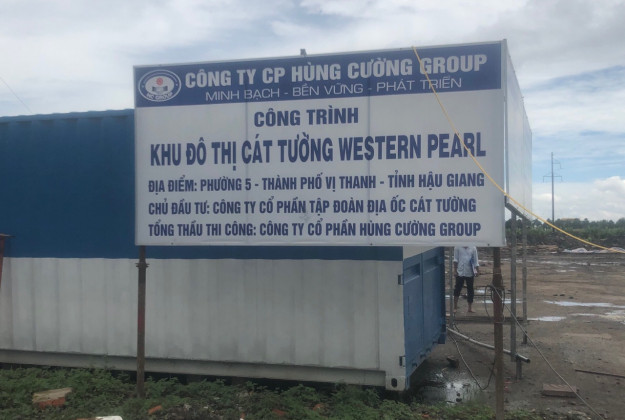 CÔNG TY CP HÙNG CƯỜNG GROUP
MINH BẠCH - BỀN VỮNG - PHÁT TRIỂN
CÔNG TRÌNH
KHU ĐÔ THỊ CÁT TƯỜNG WESTERN PEARL
ĐỊA ĐIỂM: PHƯỜNG 5 - THÀNH PHỐ VỊ THANH - TỈNH HẬU GIANG
CHỦ ĐẦU TƯ: CÔNG TY CỔ PHẦN TẬP ĐOÀN ĐỊA ỐC CÁT TƯỜNG
TỔNG THẦU THI CÔNG: CÔNG TY CỔ PHẦN HÙNG CƯỜNG GROUP